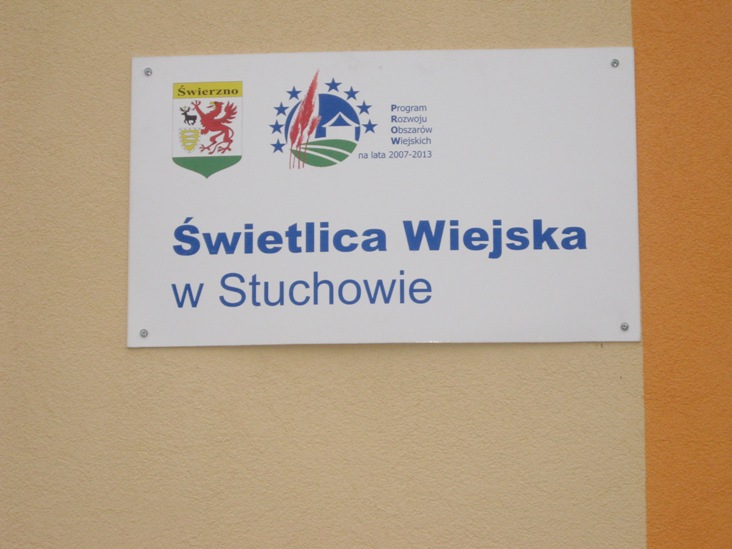 Świerzno
Program
Rozwoju
Obszarów
Wiejskich
na lata 2007-2013
Świetlica Wiejska
w Stuchowie